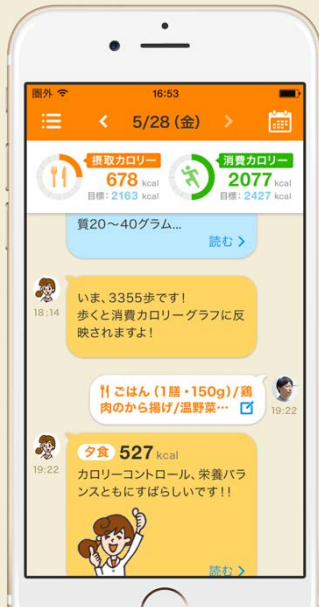 圏外 16:53
5/28 (金)
摂取カロリー
678 kcal
目標: 2163 kcal
消費カロリー
2077 kcal
目標: 2427 kcal
質20〜40グラム...
読む
いま、3355歩です！
歩くと消費カロリーグラフに反
映されますよ！
18:14
ごはん (1膳・150g)/鶏
肉のから揚げ/温野菜…
19:22
夕食 527 kcal
19:22
カロリーコントロール、栄養バラ
ンスともにすばらしいです!!
読む